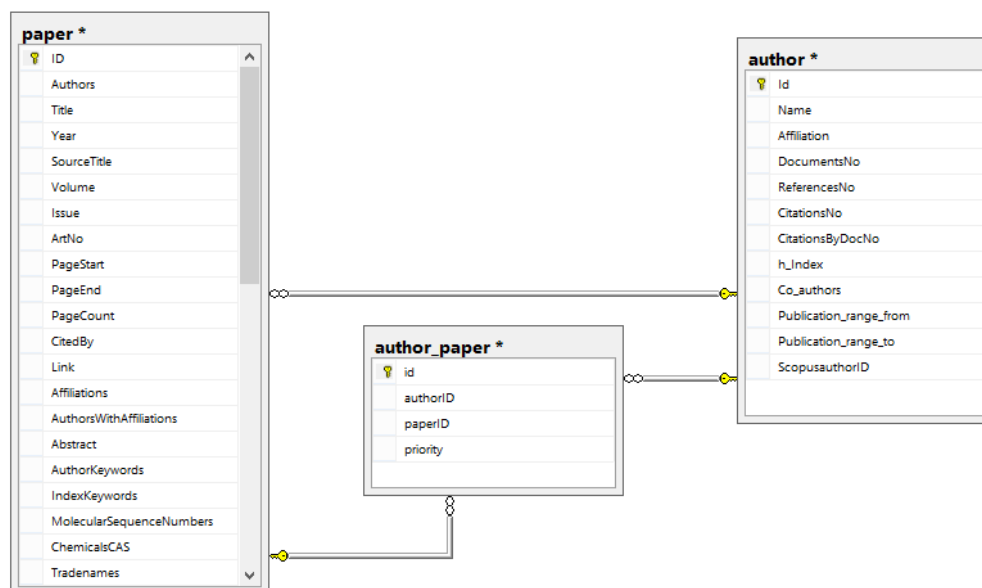 paper *
ID
Authors
Title
Year
SourceTitle
Volume
Issue
ArtNo
PageStart
PageEnd
PageCount
CitedBy
Link
Affiliations
AuthorsWithAffiliations
Abstract
AuthorKeywords
IndexKeywords
MolecularSequenceNumbers
ChemicalsCAS
Tradenames
author_paper *
id
authorID
paperID
priority
author *
Id
Name
Affiliation
DocumentsNo
ReferencesNo
CitationsNo
CitationsByDocNo
h_Index
Co_authors
Publication_range_from
Publication_range_to
ScopusauthorID